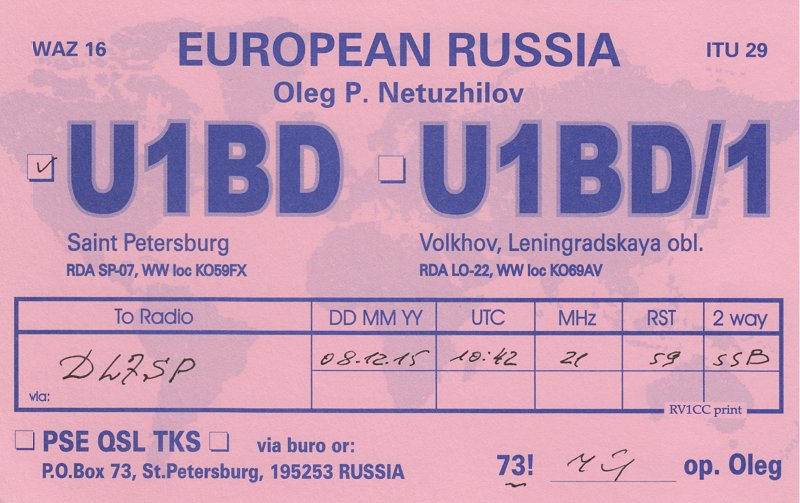 WAZ 16 EUROPEAN RUSSIA ITU 29
Oleg P. Netuzhilov
U1BD U1BD/1
Saint Petersburg Volkhov, Leningradskaya obl.
RDA SP-07, WW loc KO59FX RDA LO-22, WW loc KO69AV
To Radio DD MM YY UTC MHz RST 2 way
DL7SP 08.12.15 10:42 21 59 SSB
via:
RV1CC print
PSE QSL TKS via buro or:
P.O.Box 73, St.Petersburg, 195253 RUSSIA 73! op. Oleg